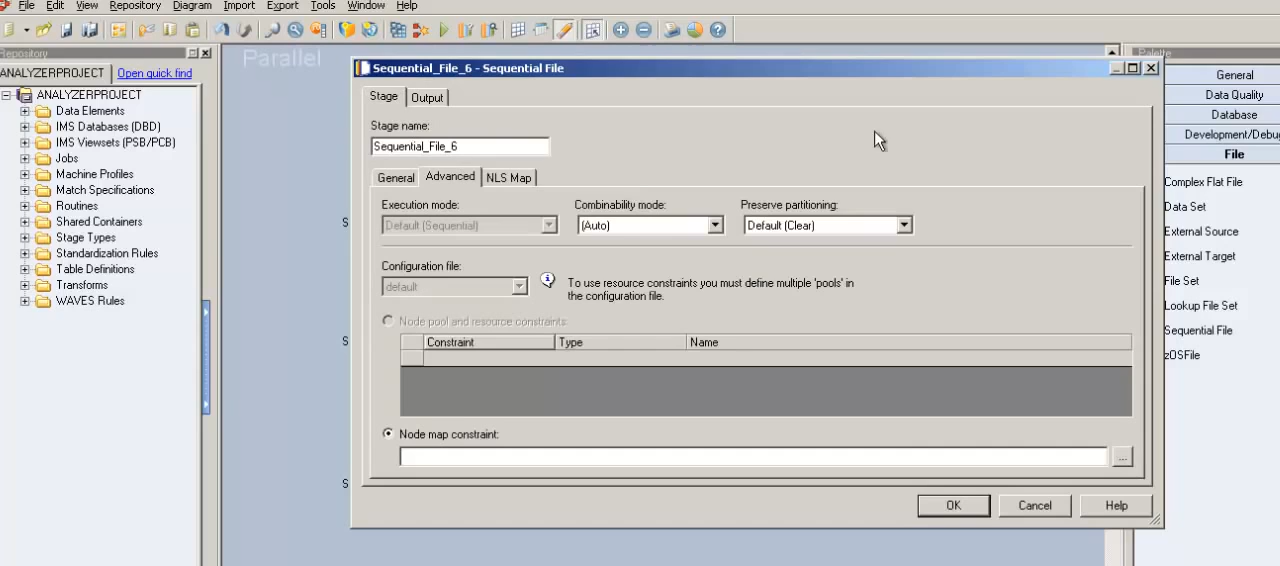 File Edit View Repository Diagram Import Export Tools Window Help
Repository
ANALYZERPROJECT Open quick find
ANALYZERPROJECT
Data Elements
IMS Databases (DBD)
IMS Viewsets (PSB/PCB)
Jobs
Machine Profiles
Match Specifications
Routines
Shared Containers
Stage Types
Standardization Rules
Table Definitions
Transforms
WAVES Rules
Parallel
S
S
S
Sequential_File_6 - Sequential File
Stage Output
Stage name:
Sequential_File_6
General Advanced NLS Map
Execution mode: Combinability mode: Preserve partitioning:
Default (Sequential) (Auto) Default (Clear)
Configuration file:
default
To use resource constraints you must define multiple 'pools' in
the configuration file.
Node pool and resource constraints:
Constraint Type Name
Node map constraint:
...
OK Cancel Help
Palette
General
Data Quality
Database
Development/Debug
File
Complex Flat File
Data Set
External Source
External Target
File Set
Lookup File Set
Sequential File
zOSFile